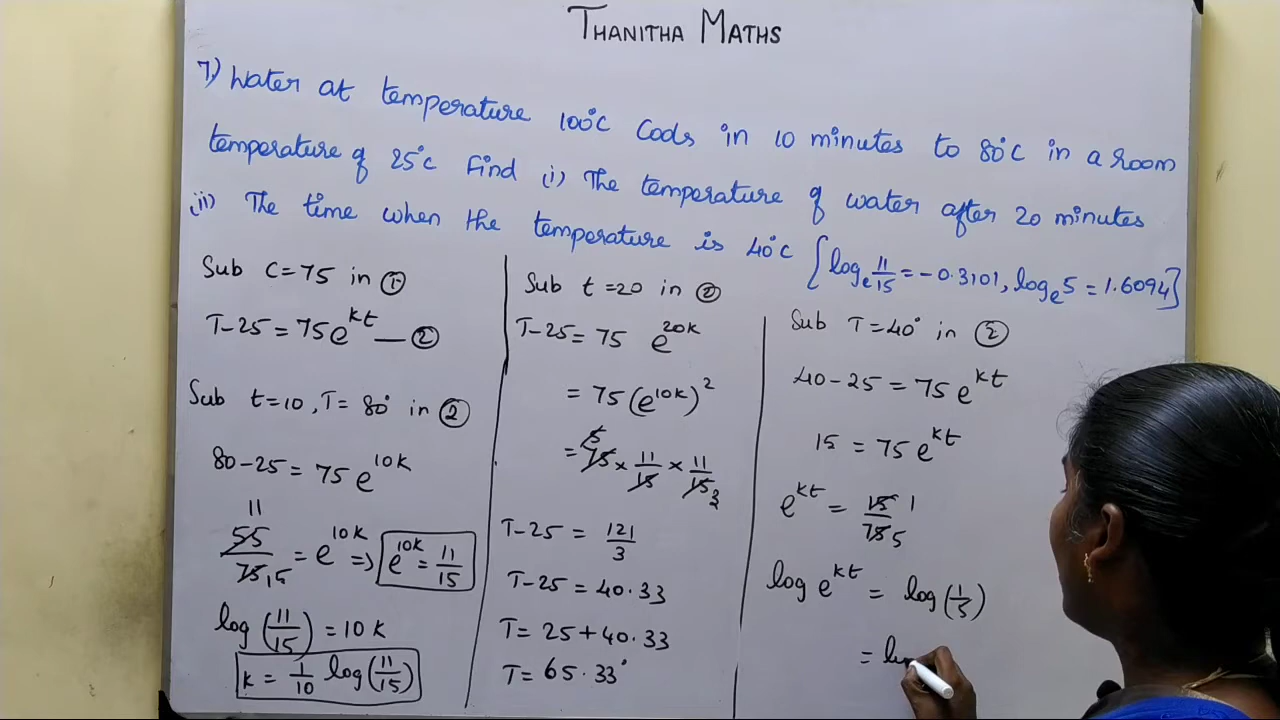 THANITHA MATHS
7) Water at temperature 100°C Cools in 10 minutes to 80°C in a room
temperature of 25°C Find (i) The temperature of water after 20 minutes
(ii) The time when the temperature is 40°C [log_e 11/15 = -0.3101, log_e 5 = 1.6094]
Sub C=75 in ①
T-25 = 75e^kt — ②
Sub t=10, T=80° in ②
80-25 = 75 e^10k
11
55/75 15 = e^10k ⇒ e^10k = 11/15
log (11/15) = 10k
k = 1/10 log(11/15)
Sub t=20 in ②
T-25 = 75 e^20k
= 75 (e^10k)^2
5
= 75 × 11/15 × 11/15 3
T-25 = 121/3
T-25 = 40.33
T = 25+40.33
T = 65.33°
Sub T=40° in ②
40-25 = 75 e^kt
15 = 75 e^kt
e^kt = 15 1/75 5
log e^kt = log(1/5)
=